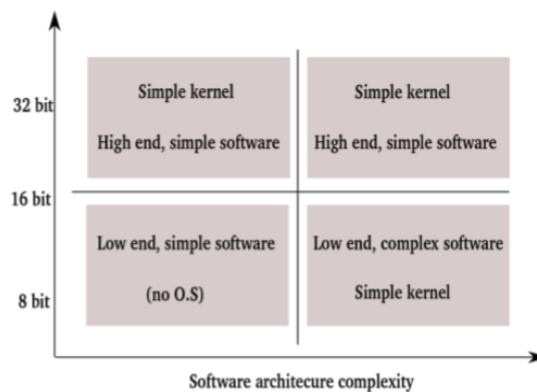 32 bit
Simple kernel
High end, simple software
Simple kernel
High end, simple software
16 bit
Low end, simple software
(no O.S)
Low end, complex software
Simple kernel
8 bit
Software architecure complexity